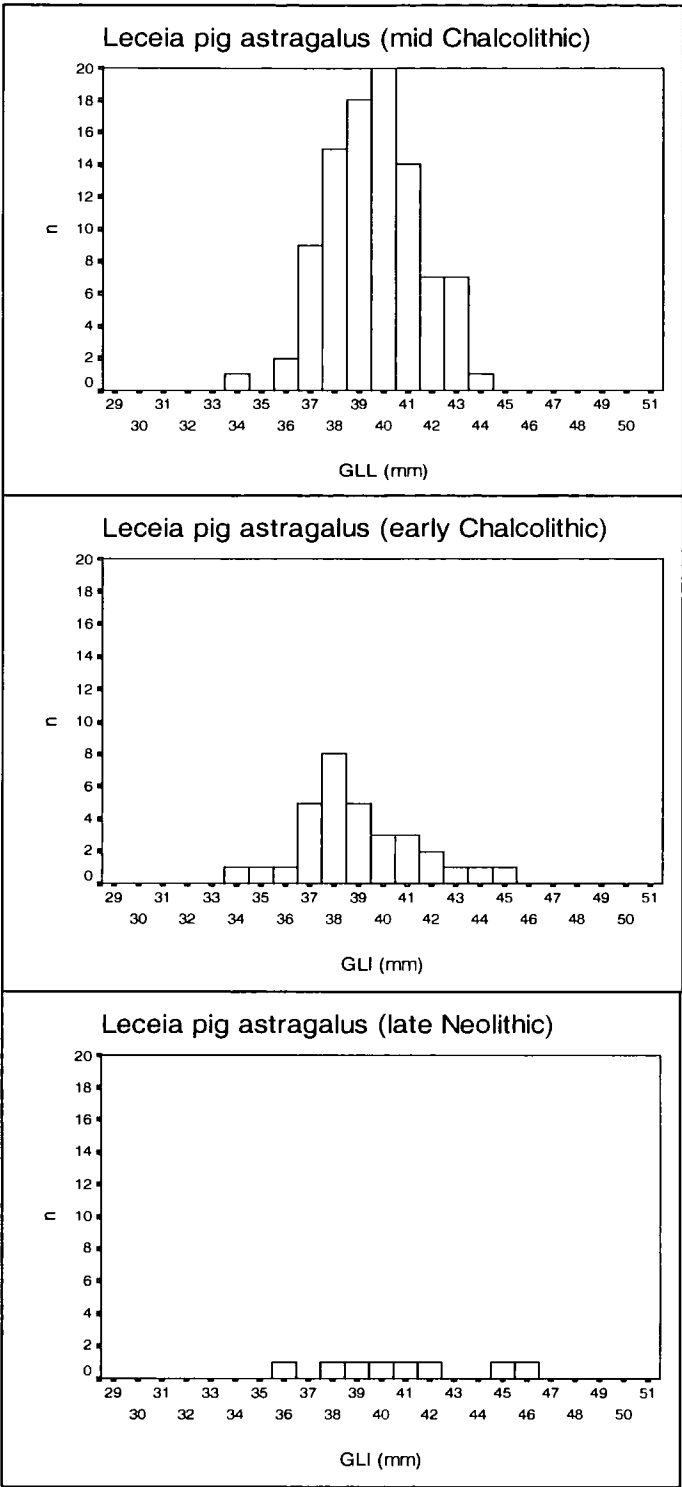 Leceia pig astragalus (mid Chalcolithic)
20
18
16
14
12
10
8
6
4
2
0
n
29 31 33 35 37 39 41 43 45 47 49 51
30 32 34 36 38 40 42 44 46 48 50
GLL (mm)
Leceia pig astragalus (early Chalcolithic)
20
18
16
14
12
10
8
6
4
2
0
n
29 31 33 35 37 39 41 43 45 47 49 51
30 32 34 36 38 40 42 44 46 48 50
GLI (mm)
Leceia pig astragalus (late Neolithic)
20
18
16
14
12
10
8
6
4
2
0
n
29 31 33 35 37 39 41 43 45 47 49 51
30 32 34 36 38 40 42 44 46 48 50
GLI (mm)